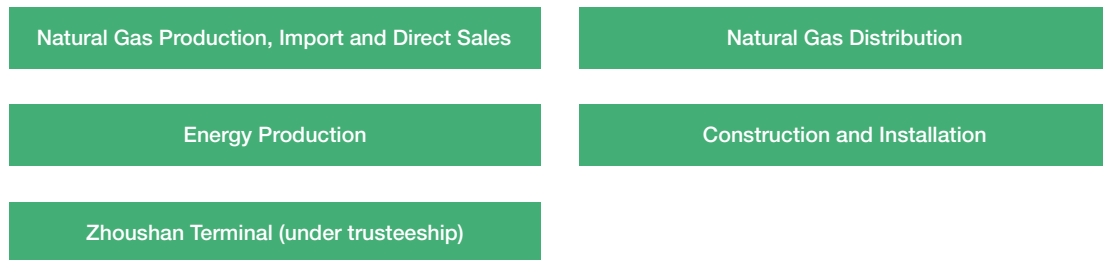 Natural Gas Production, Import and Direct Sales
Natural Gas Distribution
Energy Production
Construction and Installation
Zhoushan Terminal (under trusteeship)